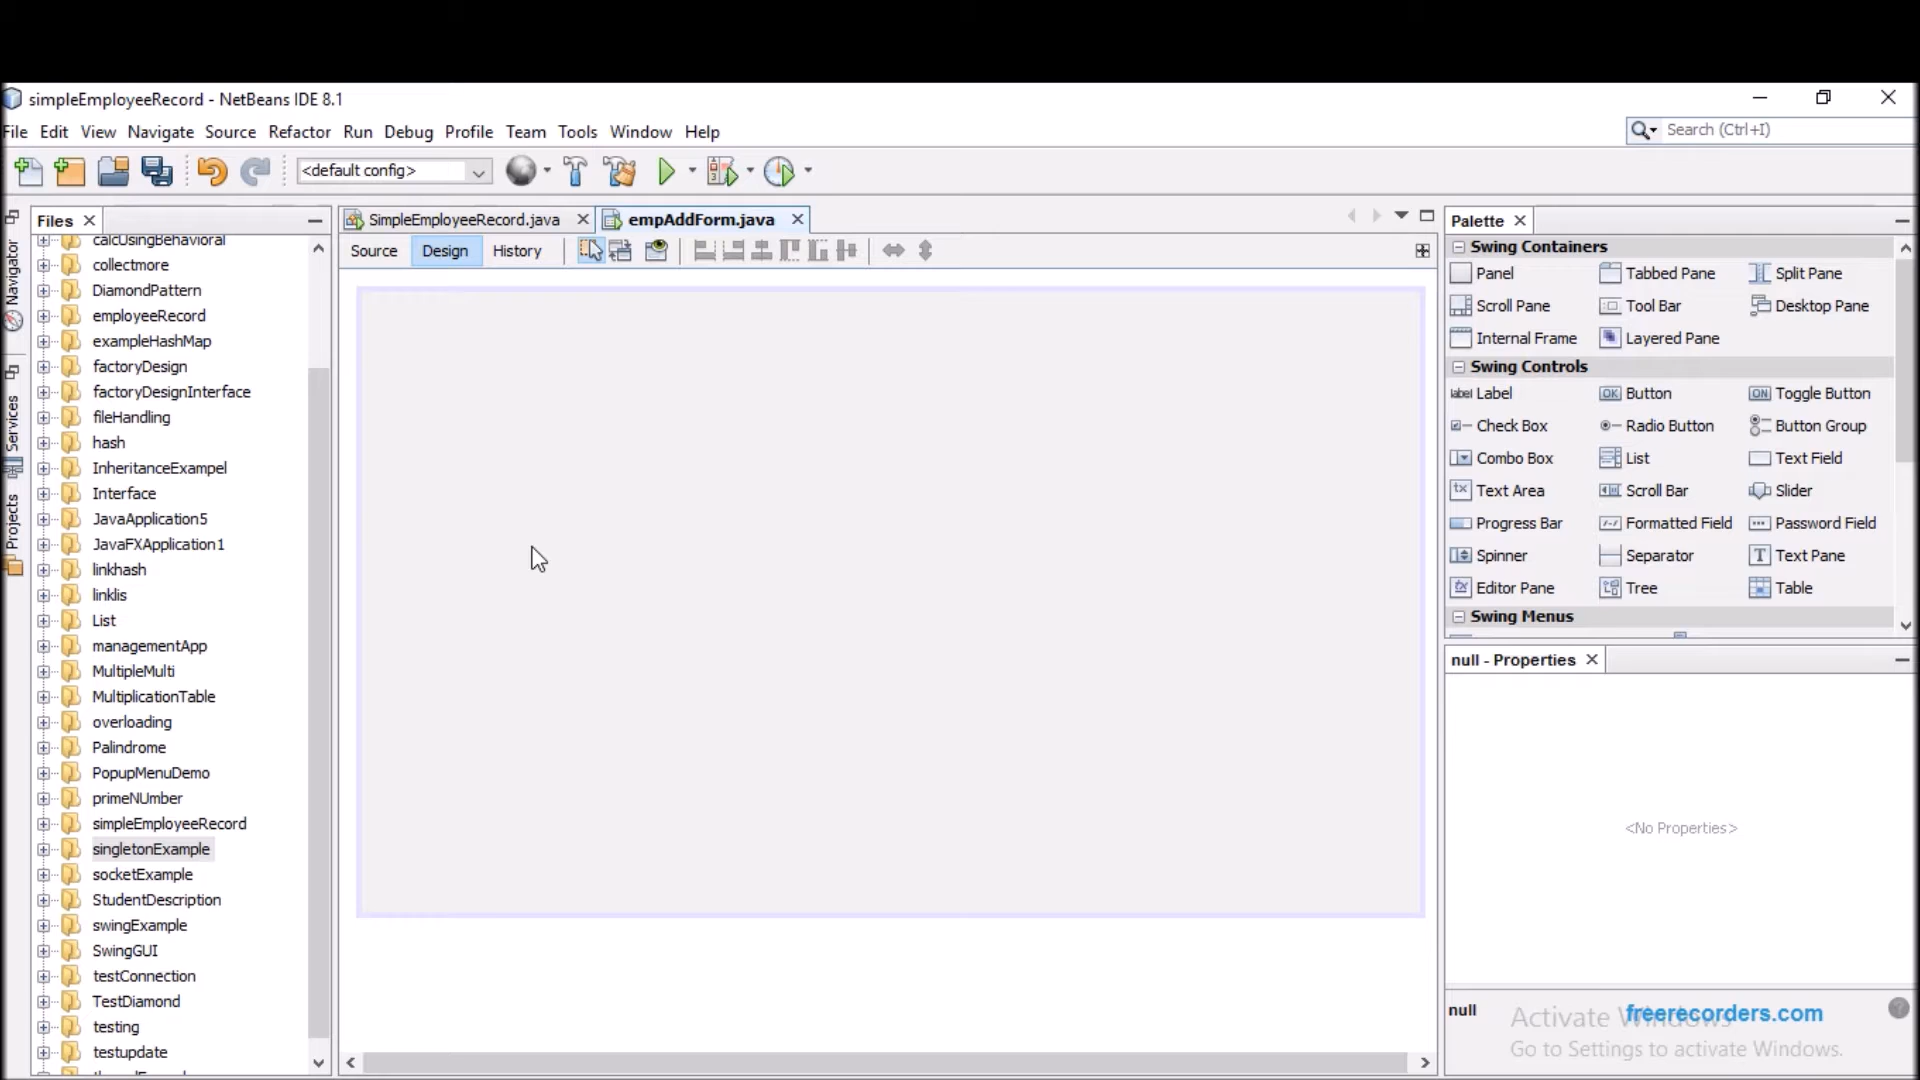 simpleEmployeeRecord - NetBeans IDE 8.1
File Edit View Navigate Source Refactor Run Debug Profile Team Tools Window Help
Search (Ctrl+I)
<default config>
Navigator
Services
Projects
Files
calcUsingBehavioral
collectmore
DiamondPattern
employeeRecord
exampleHashMap
factoryDesign
factoryDesignInterface
fileHandling
hash
InheritanceExampel
Interface
JavaApplication5
JavaFXApplication1
linkhash
linklis
List
managementApp
MultipleMulti
MultiplicationTable
overloading
Palindrome
PopupMenuDemo
primeNUmber
simpleEmployeeRecord
singletonExample
socketExample
StudentDescription
swingExample
SwingGUI
testConnection
TestDiamond
testing
testupdate
SimpleEmployeeRecord.java empAddForm.java
Source Design History
Palette
Swing Containers
Panel Tabbed Pane Split Pane
Scroll Pane Tool Bar Desktop Pane
Internal Frame Layered Pane
Swing Controls
label Label OK Button ON Toggle Button
Check Box Radio Button Button Group
Combo Box List Text Field
Text Area Scroll Bar Slider
Progress Bar Formatted Field Password Field
Spinner Separator Text Pane
Editor Pane Tree Table
Swing Menus
null - Properties
<No Properties>
null
Activate Windows
freerecorders.com
Go to Settings to activate Windows.